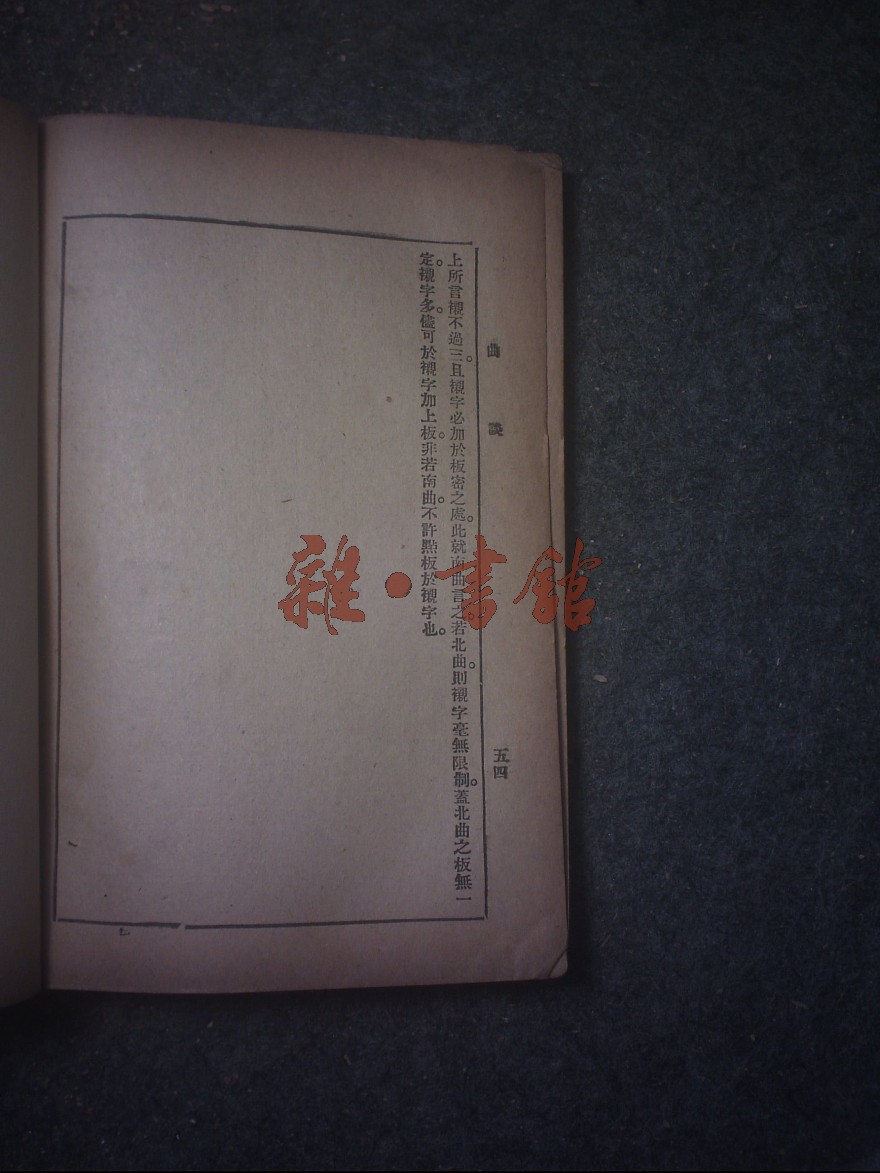 曲談
五四
上所言襯不過三。且襯字必加於板密之處。此就南曲言之若北曲。則襯字毫無限制。蓋北曲之板無一
定。襯字多。儘可於襯字加上板。非若南曲。不許點板於襯字也。
雜·書館